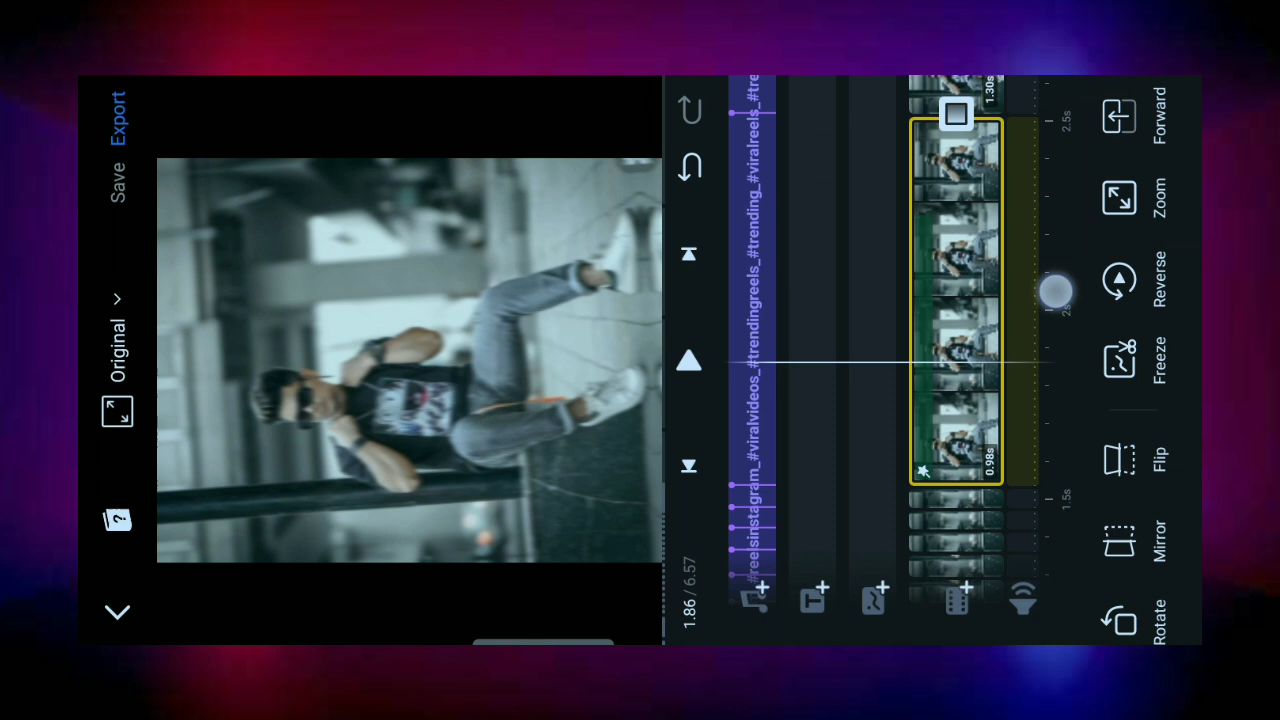 Export
Save
Original
?
1.86 / 6.57
#reelsinstagram_#viralvideos_#trendingreels_#trending_#viralreels_#tre
T
1.30s
0.98s
2.5s
2s
1.5s
Forward
Zoom
Reverse
Freeze
Flip
Mirror
Rotate